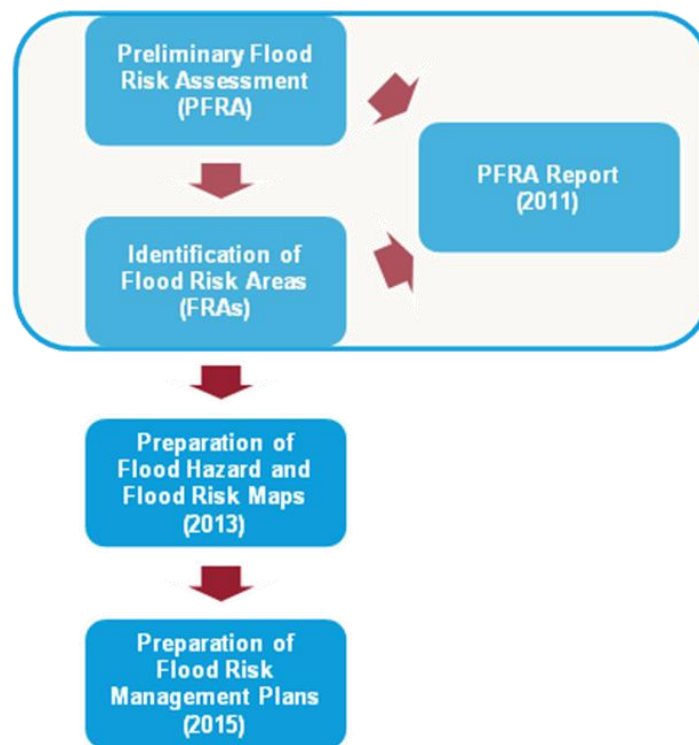 Preliminary Flood
Risk Assessment
(PFRA)
PFRA Report
(2011)
Identification of
Flood Risk Areas
(FRAs)
Preparation of
Flood Hazard and
Flood Risk Maps
(2013)
Preparation of
Flood Risk
Management Plans
(2015)